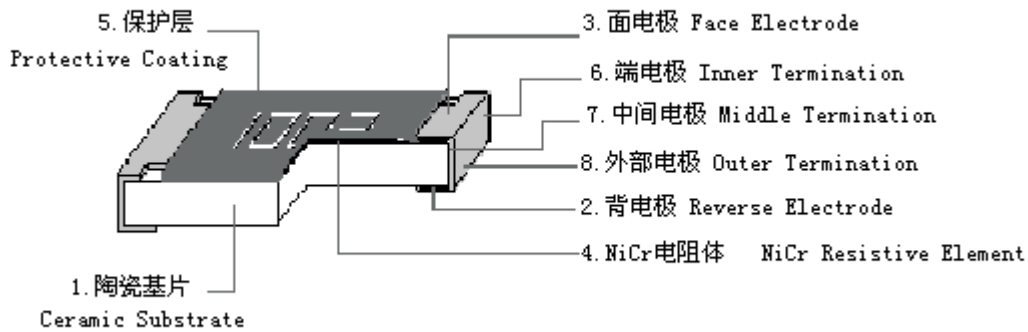 5.保护层
Protective Coating
3.面电极 Face Electrode
6.端电极 Inner Termination
7.中间电极 Middle Termination
8.外部电极 Outer Termination
2.背电极 Reverse Electrode
4.NiCr电阻体 NiCr Resistive Element
1.陶瓷基片
Ceramic Substrate